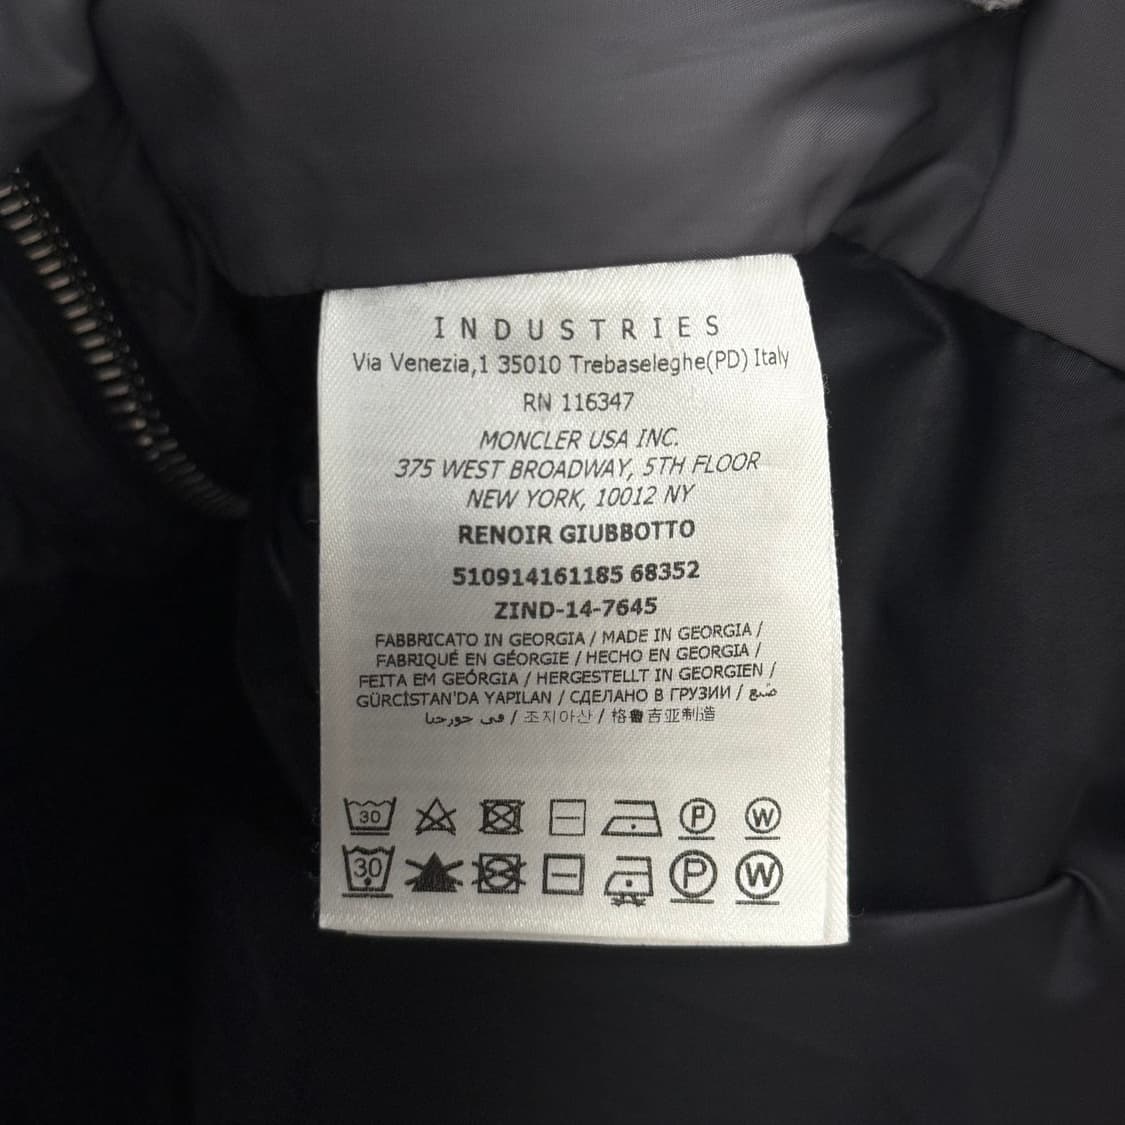 INDUSTRIES
Via Venezia,1 35010 Trebaseleghe(PD) Italy
RN 116347
MONCLER USA INC.
375 WEST BROADWAY, 5TH FLOOR
NEW YORK, 10012 NY
RENOIR GIUBBOTTO
510914161185 68352
ZIND-14-7645
FABBRICATO IN GEORGIA / MADE IN GEORGIA /
FABRIQUÉ EN GÉORGIE / HECHO EN GEORGIA /
FEITA EM GEÓRGIA / HERGESTELLT IN GEORGIEN /
GÜRCİSTAN'DA YAPILAN / СДЕЛАНО В ГРУЗИИ / صنع
في جورجيا / 조지아산 / 格鲁吉亚制造
30 P W
30 P W